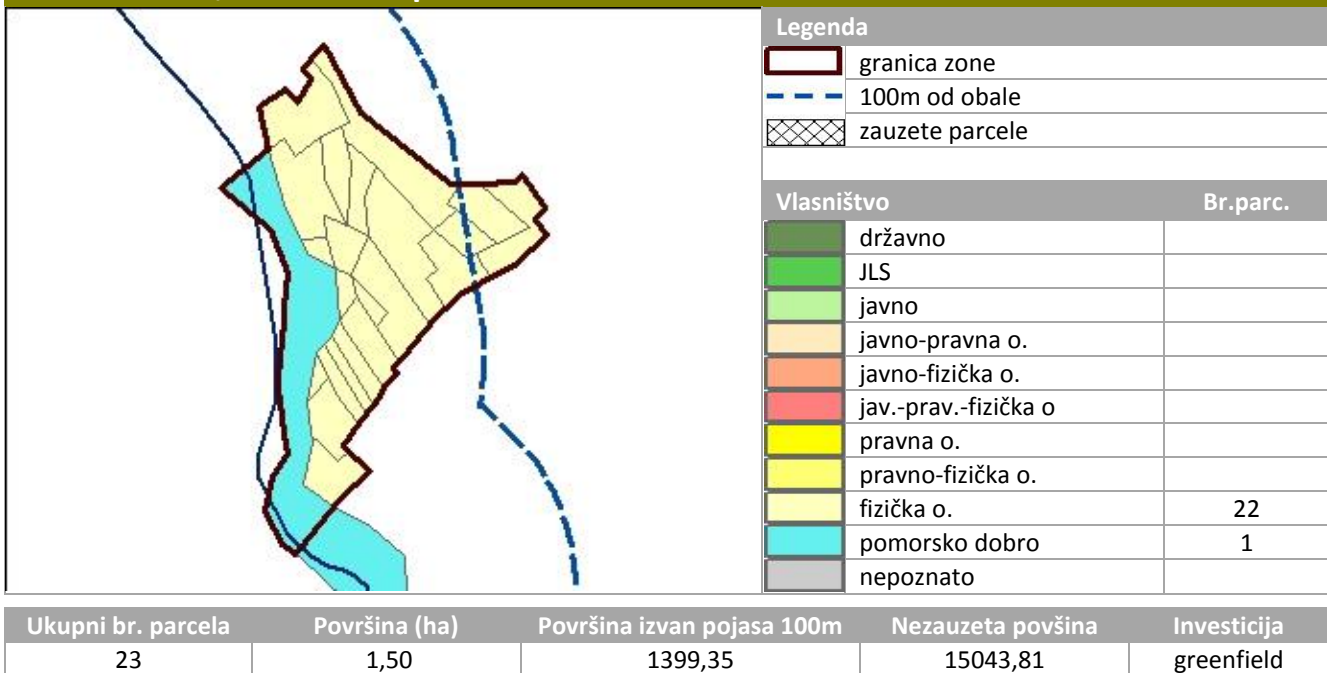 Legenda
granica zone
100m od obale
zauzete parcele
Vlasništvo Br.parc.
državno
JLS
javno
javno-pravna o.
javno-fizička o.
jav.-prav.-fizička o
pravna o.
pravno-fizička o.
fizička o. 22
pomorsko dobro 1
nepoznato
Ukupni br. parcela Površina (ha) Površina izvan pojasa 100m Nezauzeta povšina Investicija
23 1,50 1399,35 15043,81 greenfield